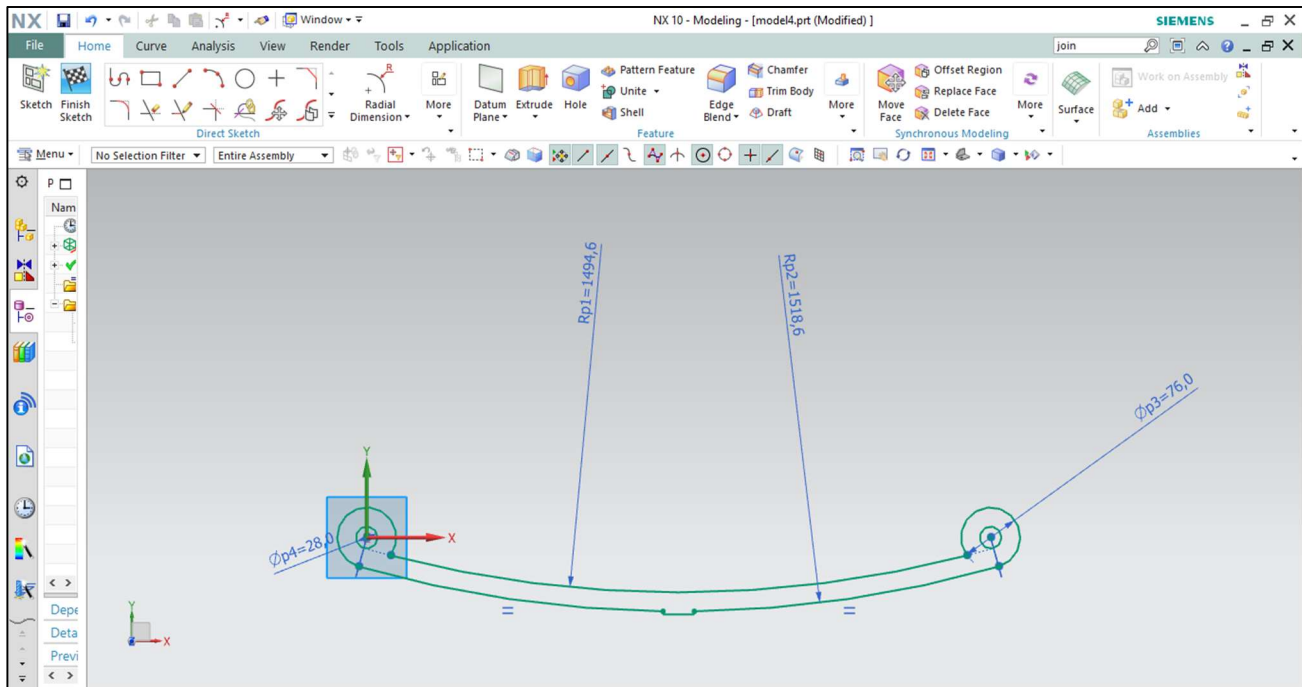 NX Window NX 10 - Modeling - [model4.prt (Modified) ] SIEMENS
File Home Curve Analysis View Render Tools Application join
Sketch Finish Sketch Radial Dimension More Direct Sketch
Datum Plane Extrude Hole Pattern Feature Unite Shell Edge Blend Chamfer Trim Body Draft More Feature
Move Face Offset Region Replace Face Delete Face More Synchronous Modeling
Surface Work on Assembly Add Assemblies
Menu No Selection Filter Entire Assembly
P
Nam
Rp1=1494,6
Rp2=1518,6
Øp3=76,0
Øp4=28,0
Y
X
Depe
Deta
Previ
Y
X